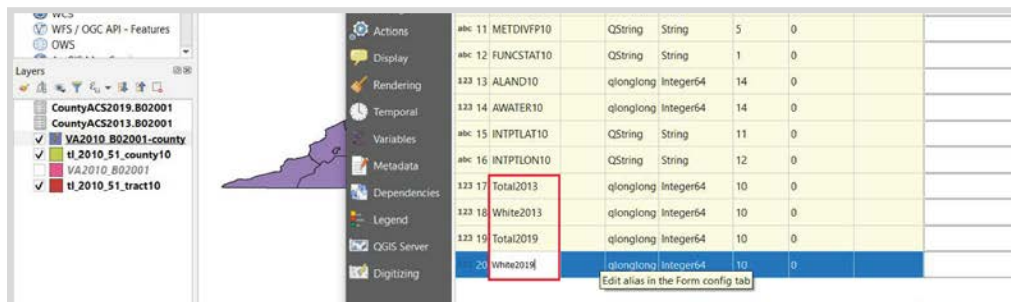 WFS / OGC API - Features
OWS
Layers
CountyACS2019.B02001
CountyACS2013.B02001
VA2010_B02001-county
tl_2010_51_county10
VA2010_B02001
tl_2010_51_tract10
Actions
Display
Rendering
Temporal
Variables
Metadata
Dependencies
Legend
QGIS Server
Digitizing
abc 11 METDIVFP10 QString String 5 0
abc 12 FUNCSTAT10 QString String 1 0
123 13 ALAND10 qlonglong Integer64 14 0
123 14 AWATER10 qlonglong Integer64 14 0
abc 15 INTPTLAT10 QString String 11 0
abc 16 INTPTLON10 QString String 12 0
123 17 Total2013 qlonglong Integer64 10 0
123 18 White2013 qlonglong Integer64 10 0
123 19 Total2019 qlonglong Integer64 10 0
20 White2019 qlonglong Integer64 10 0
Edit alias in the Form config tab